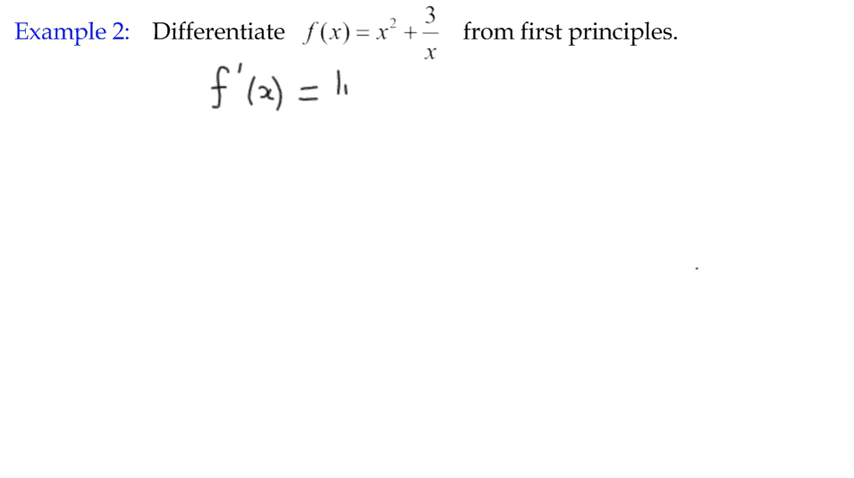 Example 2: Differentiate f(x) = x² + 3/x from first principles.
f'(x) = li